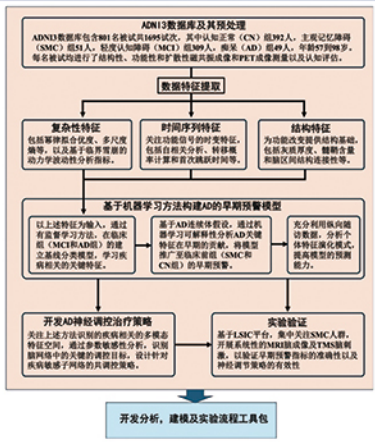 ADNI3数据库及其预处理
ADNI3数据库包含801名被试共1695试次，其中认知正常（CN）组392人，主观记忆障碍
（SMC）组51人，轻度认知障碍（MCI）组309人，痴呆（AD）组49人，年龄57到98岁。
每名被试均进行了结构性、功能性和扩散性磁共振成像和PET成像测量以及认知评估。
数据特征提取
复杂性特征
包括幂律拟合优度、多尺度
熵等，以及基于临界雪崩的
动力学波动性分析指标。
时间序列特征
关注功能信号的时变特征，
包括自相关分析、转移概
率计算和首次跳跃时间等。
结构特征
为功能改变提供结构基础，
包括灰质厚度、髓鞘含量
和脑区间结构连接性等。
基于机器学习方法构建AD的早期预警模型
以上述特征为输入，通过
有监督学习方法，在临床
组（MCI和AD组）的建
立基线分类模型，学习疾
病相关的关键特征。
基于AD连续体假设，通过机
器学习可解释性分析AD关键
特征在早期的贡献，将模型
推广至临床前组（SMC和
CN组）的早期预警。
充分利用纵向随
访数据，分析个
体特征演化模式，
提高模型的预测
能力。
开发AD神经调控治疗策略
关注上述方法识别的疾病相关的多模态
特征空间，通过参数敏感性分析，识别
脑网络中的关键的调控目标，设计针对
疾病敏感子网络的共调控策略。
实验验证
基于LSIC平台，集中关注SMC人群，
开展系统性的MRI脑成像及TMS脑刺
激，以验证早期预警指标的准确性以及
神经调节策略的有效性
开发分析，建模及实验流程工具包